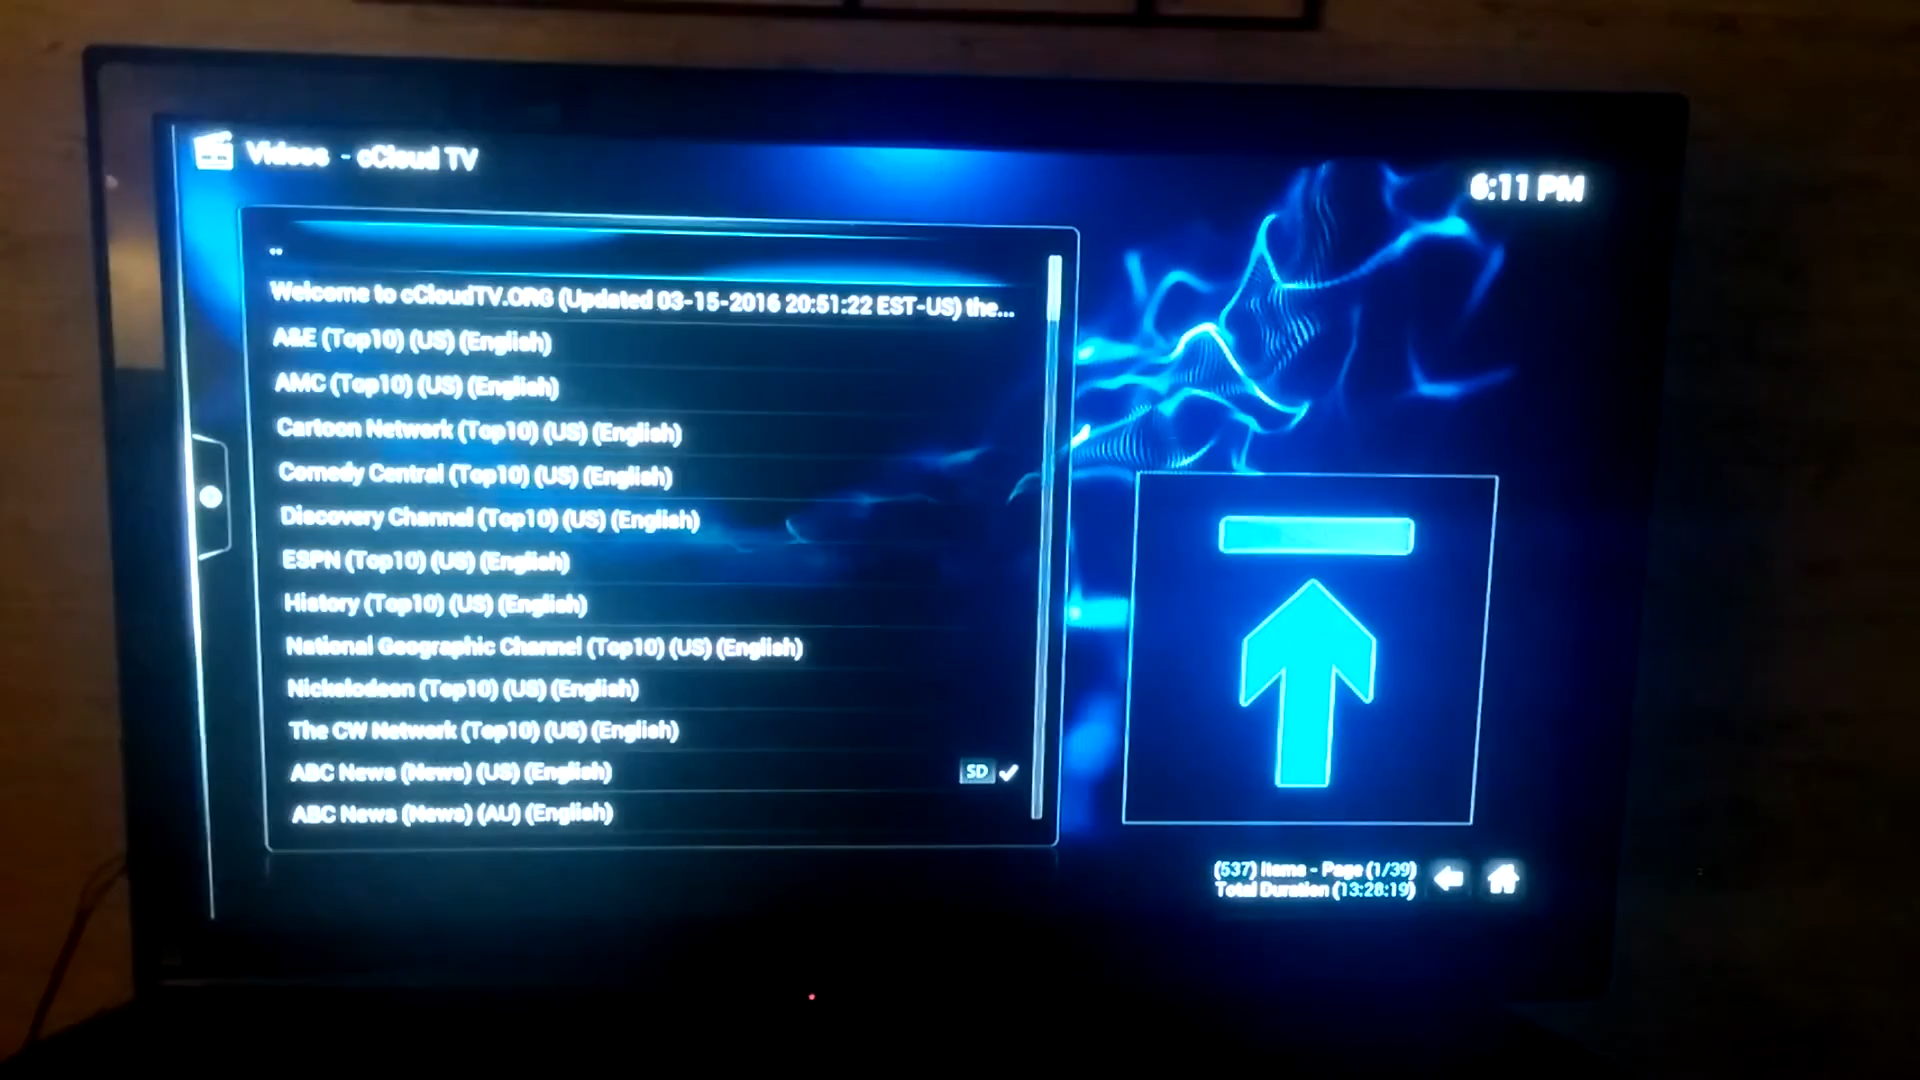 Videos - cCloud TV
6:11 PM
..
Welcome to cCloudTV.ORG (Updated 03-15-2016 20:51:22 EST-US) the...
A&E (Top10) (US) (English)
AMC (Top10) (US) (English)
Cartoon Network (Top10) (US) (English)
Comedy Central (Top10) (US) (English)
Discovery Channel (Top10) (US) (English)
ESPN (Top10) (US) (English)
History (Top10) (US) (English)
National Geographic Channel (Top10) (US) (English)
Nickelodeon (Top10) (US) (English)
The CW Network (Top10) (US) (English)
ABC News (News) (US) (English) SD
ABC News (News) (AU) (English)
(537) Items - Page (1/39)
Total Duration (13:28:19)